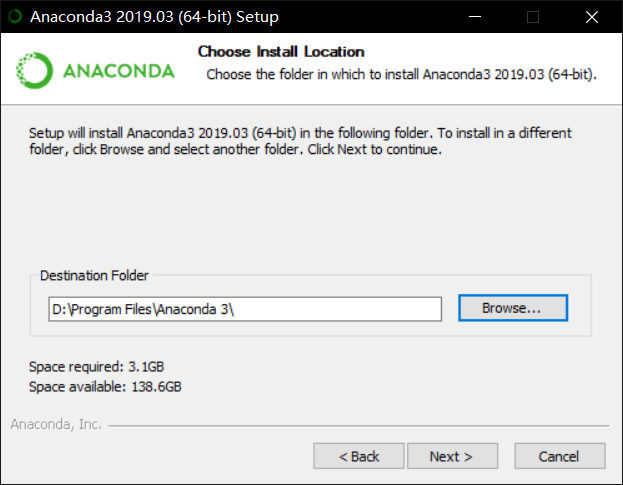 Anaconda3 2019.03 (64-bit) Setup
ANACONDA
Choose Install Location
Choose the folder in which to install Anaconda3 2019.03 (64-bit).
Setup will install Anaconda3 2019.03 (64-bit) in the following folder. To install in a different
folder, click Browse and select another folder. Click Next to continue.
Destination Folder
D:\Program Files\Anaconda 3\
Browse...
Space required: 3.1GB
Space available: 138.6GB
Anaconda, Inc.
< Back
Next >
Cancel